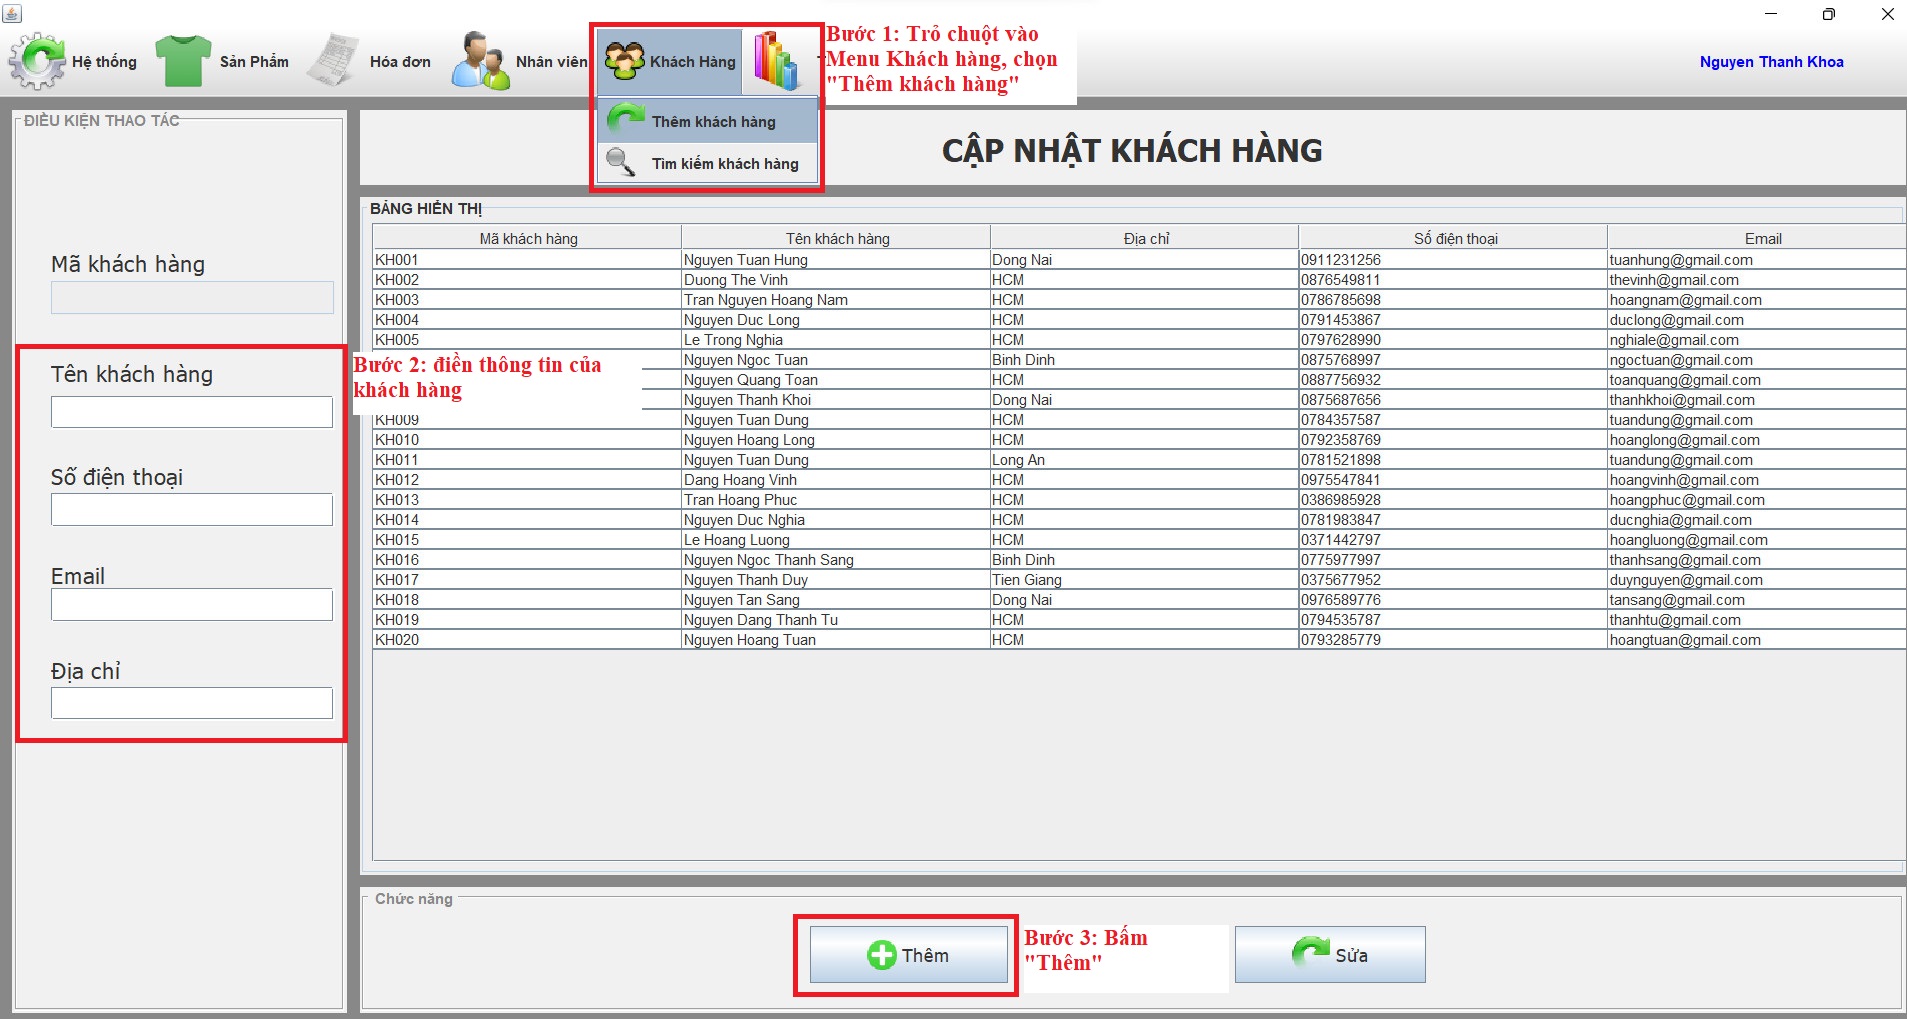 Hệ thống
Sản Phẩm
Hóa đơn
Nhân viên
Khách Hàng
Nguyen Thanh Khoa
Bước 1: Trỏ chuột vào
Menu Khách hàng, chọn
"Thêm khách hàng"
Thêm khách hàng
Tìm kiếm khách hàng
ĐIỀU KIỆN THAO TÁC
CẬP NHẬT KHÁCH HÀNG
Mã khách hàng
Tên khách hàng
Số điện thoại
Email
Địa chỉ
Bước 2: điền thông tin của
khách hàng
BẢNG HIỂN THỊ
Mã khách hàng Tên khách hàng Địa chỉ Số điện thoại Email
KH001 Nguyen Tuan Hung Dong Nai 0911231256 tuanhung@gmail.com
KH002 Duong The Vinh HCM 0876549811 thevinh@gmail.com
KH003 Tran Nguyen Hoang Nam HCM 0786785698 hoangnam@gmail.com
KH004 Nguyen Duc Long HCM 0791453867 duclong@gmail.com
KH005 Le Trong Nghia HCM 0797628990 nghiale@gmail.com
Nguyen Ngoc Tuan Binh Dinh 0875768997 ngoctuan@gmail.com
Nguyen Quang Toan HCM 0887756932 toanquang@gmail.com
Nguyen Thanh Khoi Dong Nai 0875687656 thanhkhoi@gmail.com
KH009 Nguyen Tuan Dung HCM 0784357587 tuandung@gmail.com
KH010 Nguyen Hoang Long HCM 0792358769 hoanglong@gmail.com
KH011 Nguyen Tuan Dung Long An 0781521898 tuandung@gmail.com
KH012 Dang Hoang Vinh HCM 0975547841 hoangvinh@gmail.com
KH013 Tran Hoang Phuc HCM 0386985928 hoangphuc@gmail.com
KH014 Nguyen Duc Nghia HCM 0781983847 ducnghia@gmail.com
KH015 Le Hoang Luong HCM 0371442797 hoangluong@gmail.com
KH016 Nguyen Ngoc Thanh Sang Binh Dinh 0775977997 thanhsang@gmail.com
KH017 Nguyen Thanh Duy Tien Giang 0375677952 duynguyen@gmail.com
KH018 Nguyen Tan Sang Dong Nai 0976589776 tansang@gmail.com
KH019 Nguyen Dang Thanh Tu HCM 0794535787 thanhtu@gmail.com
KH020 Nguyen Hoang Tuan HCM 0793285779 hoangtuan@gmail.com
Chức năng
Thêm
Bước 3: Bấm
"Thêm"
Sửa